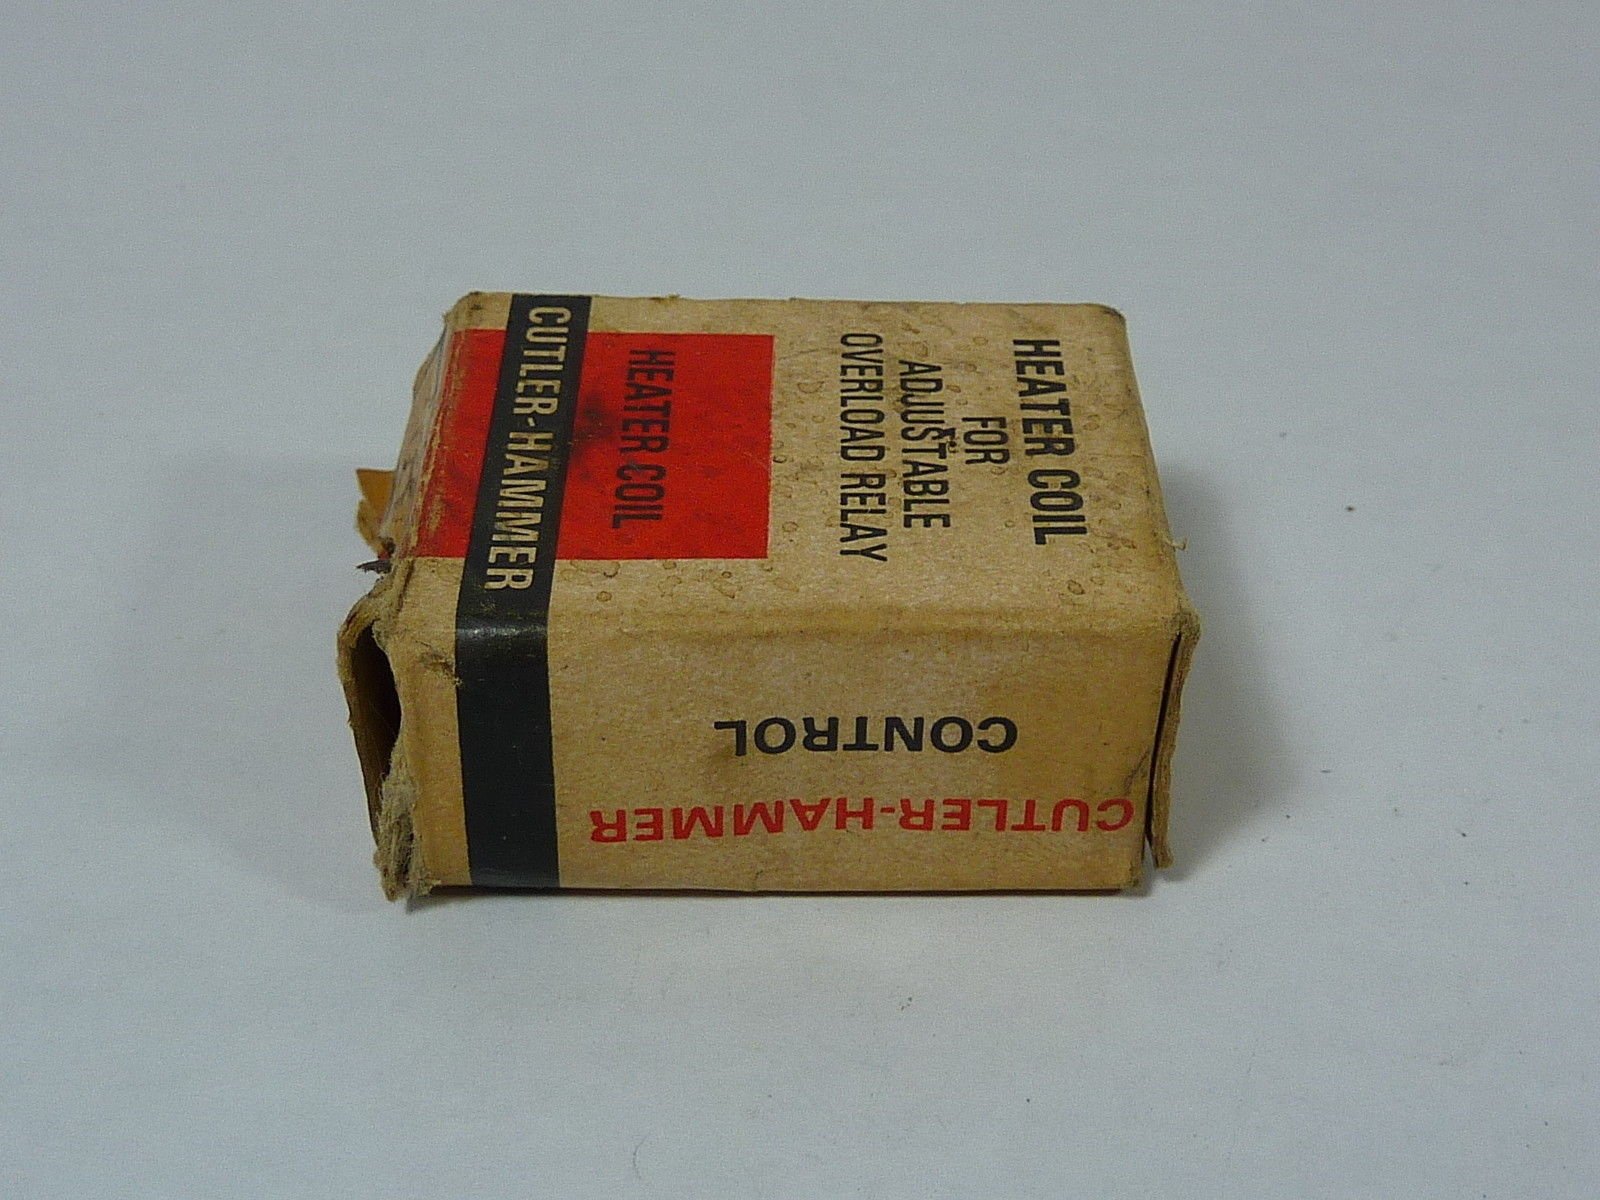 HEATER COIL
FOR
ADJUSTABLE
OVERLOAD RELAY
HEATER COIL
CUTLER-HAMMER
CUTLER-HAMMER
CONTROL